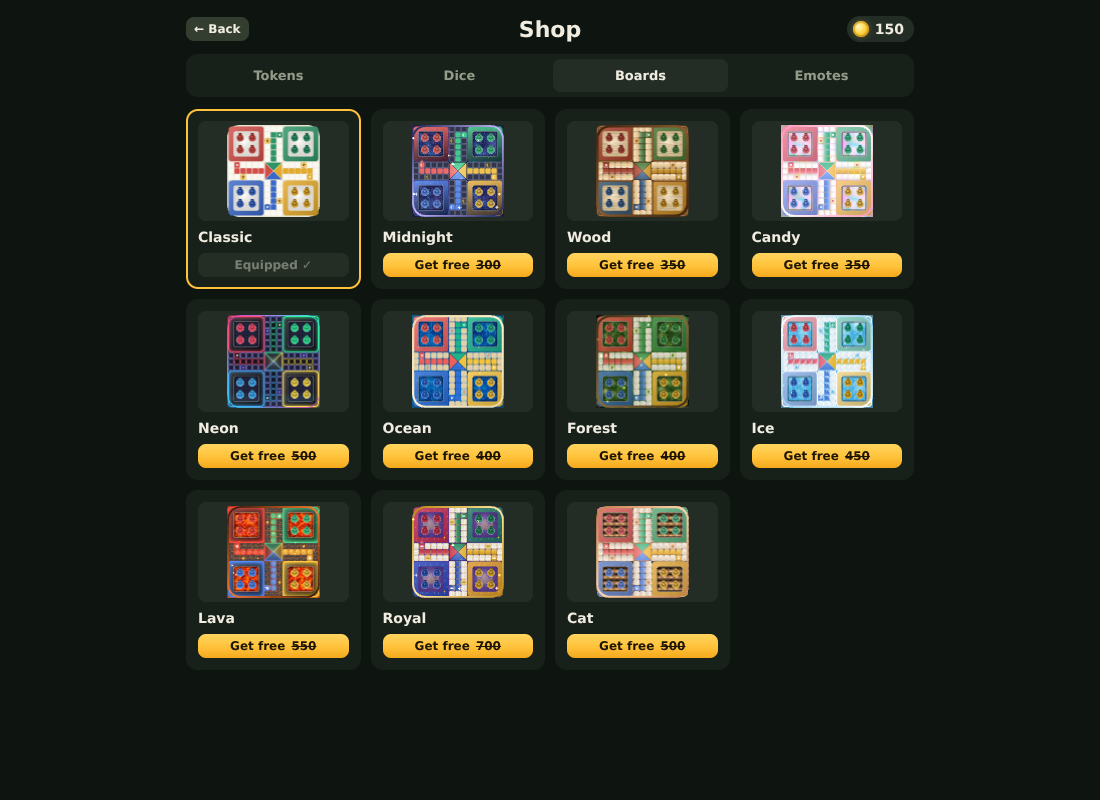 ← Back
Shop
150
Tokens
Dice
Boards
Emotes
Classic
Midnight
Wood
Candy
Equipped ✓
Get free 300
Get free 350
Get free 350
Neon
Ocean
Forest
Ice
Get free 500
Get free 400
Get free 400
Get free 450
Lava
Royal
Cat
Get free 550
Get free 700
Get free 500